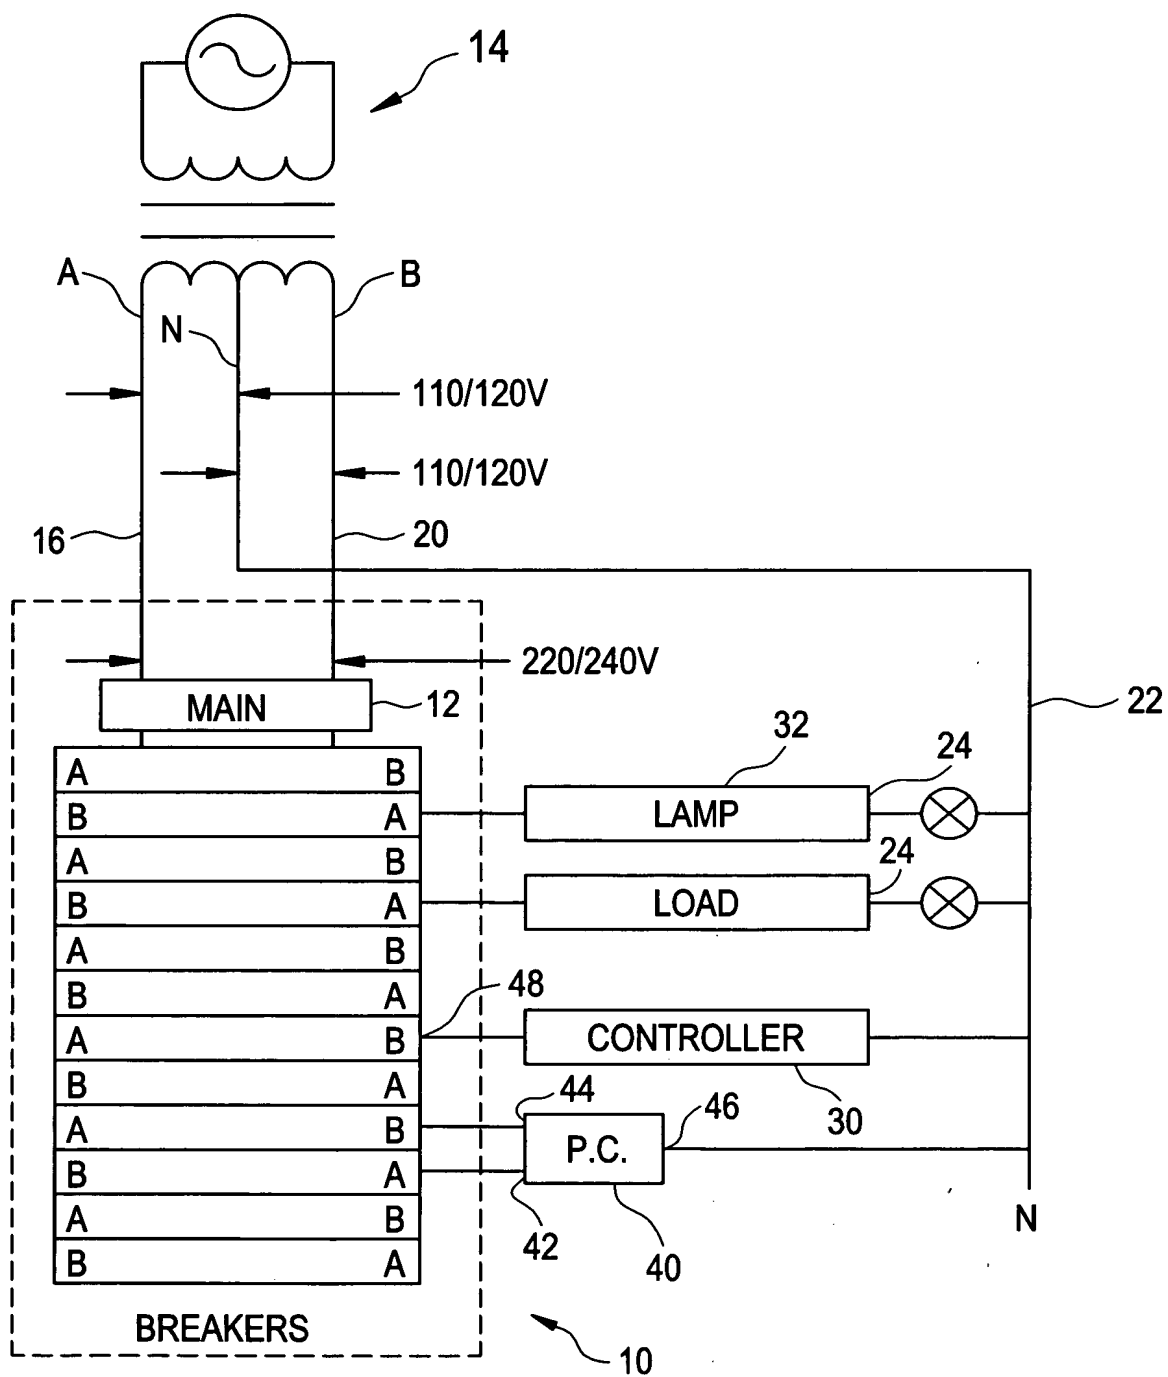 14
A
B
N
110/120V
110/120V
16
20
220/240V
MAIN
12
22
32
24
A B
LAMP
B A
A B
24
LOAD
B A
A B
B A
48
A B
CONTROLLER
B A
44
46
30
A B
P.C.
B A
A B
42
40
N
B A
BREAKERS
10